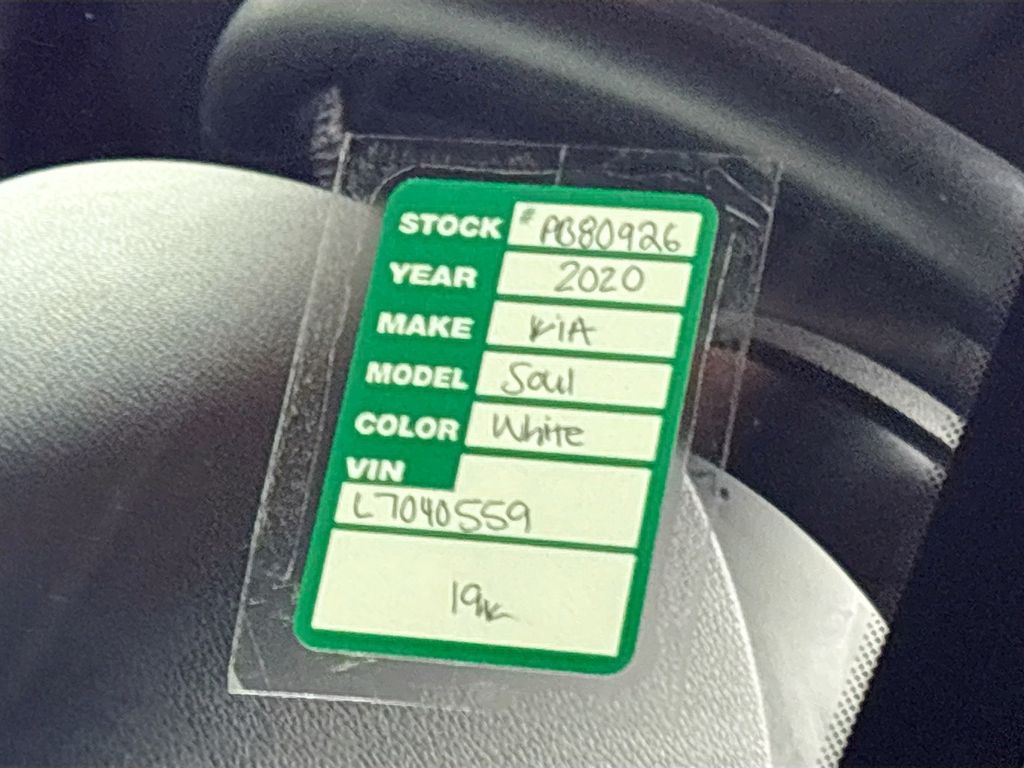 STOCK # PB80926
YEAR 2020
MAKE KIA
MODEL Soul
COLOR White
VIN
L7040559
19K